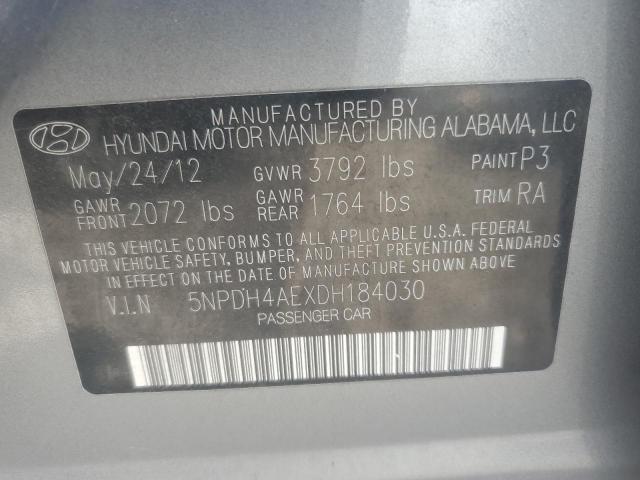 MANUFACTURED BY
HYUNDAI MOTOR MANUFACTURING ALABAMA, LLC
May/24/12 GVWR 3792 lbs PAINT P3
GAWR FRONT 2072 lbs GAWR REAR 1764 lbs TRIM RA
THIS VEHICLE CONFORMS TO ALL APPLICABLE U.S.A. FEDERAL
MOTOR VEHICLE SAFETY, BUMPER, AND THEFT PREVENTION STANDARDS
IN EFFECT ON THE DATE OF MANUFACTURE SHOWN ABOVE.
V.I.N 5NPDH4AEXDH184030
PASSENGER CAR